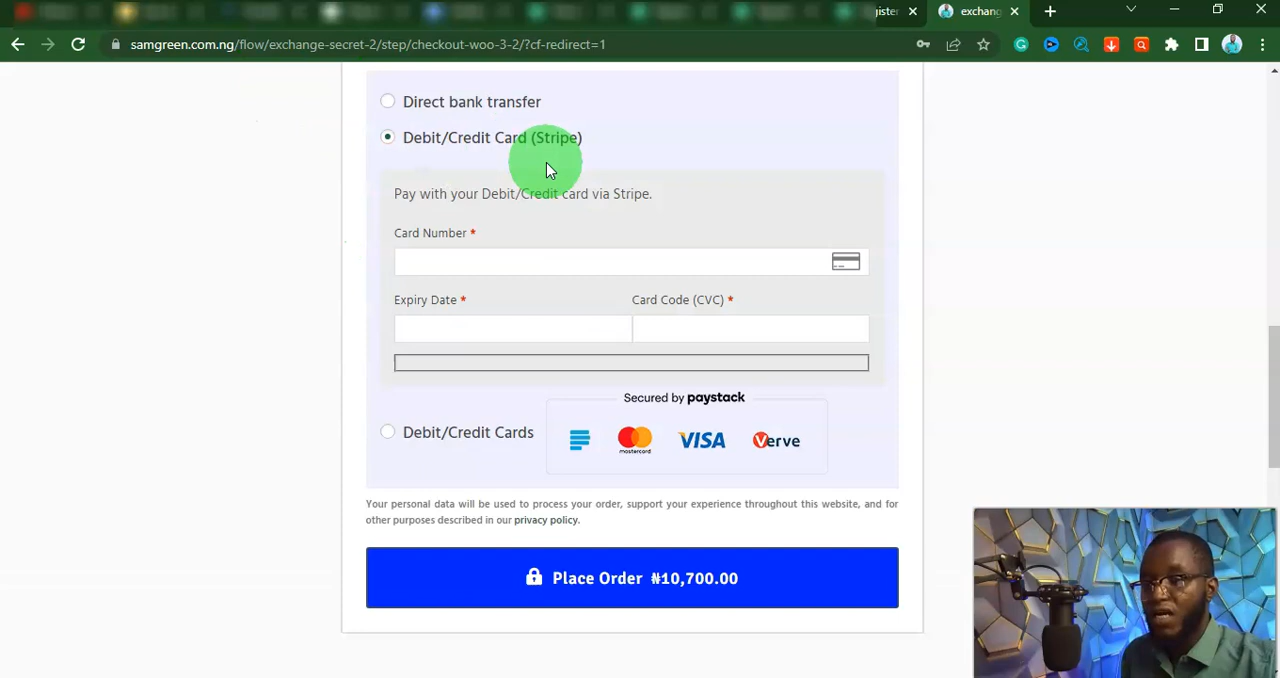 gister
exchang
samgreen.com.ng/flow/exchange-secret-2/step/checkout-woo-3-2/?cf-redirect=1
Direct bank transfer
Debit/Credit Card (Stripe)
Pay with your Debit/Credit card via Stripe.
Card Number *
Expiry Date * Card Code (CVC) *
Secured by paystack
Debit/Credit Cards mastercard VISA Verve
Your personal data will be used to process your order, support your experience throughout this website, and for
other purposes described in our privacy policy.
Place Order ₦10,700.00